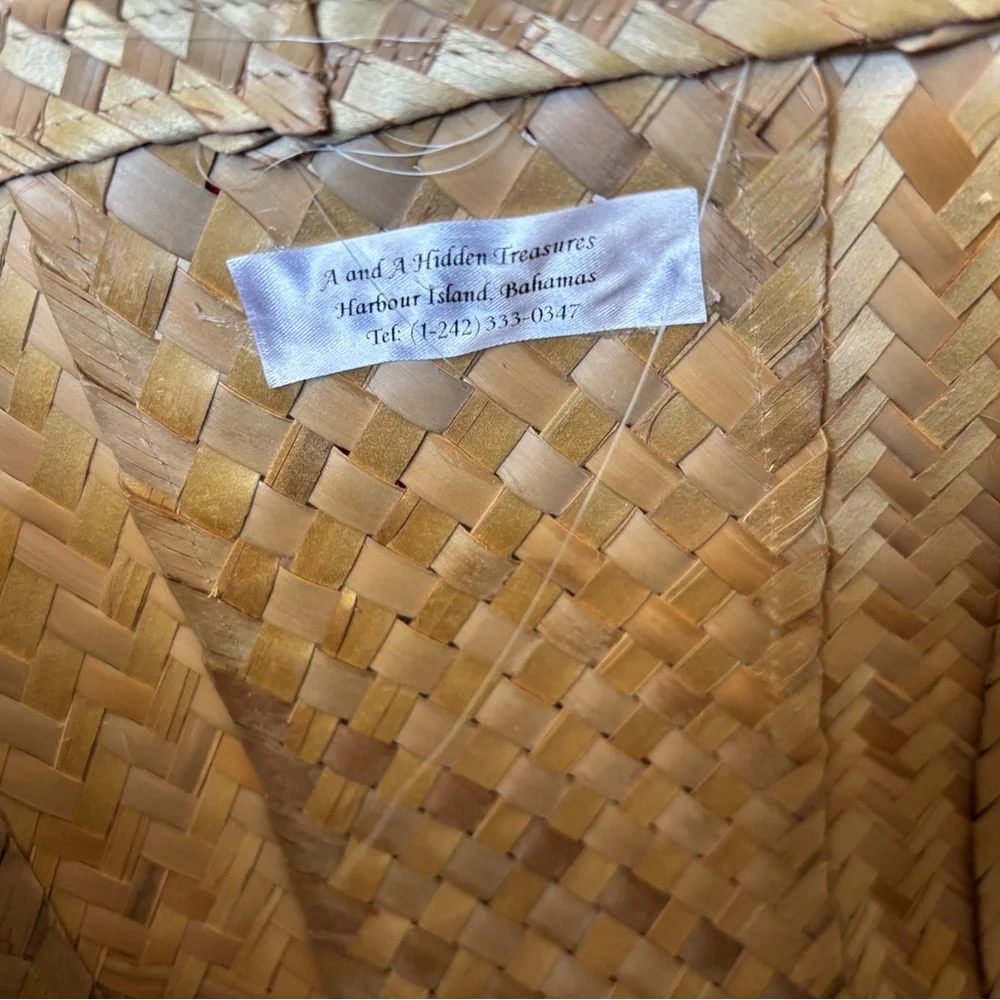 A and A Hidden Treasures
Harbour Island, Bahamas
Tel: (1-242) 333-0347